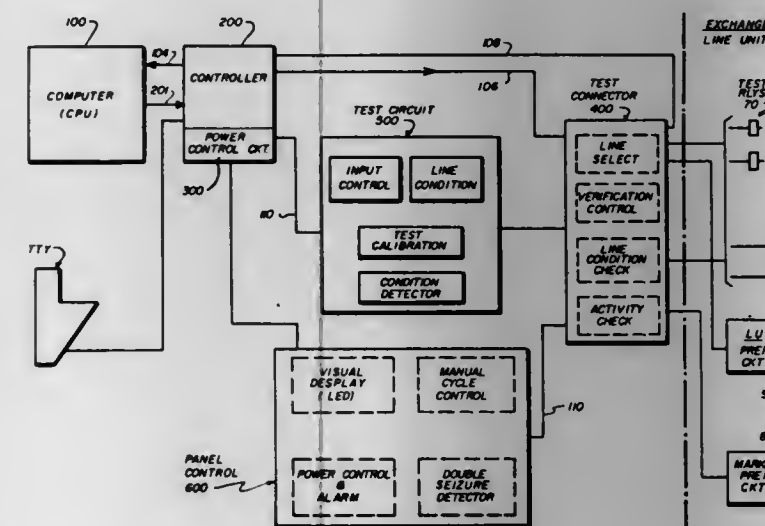 100
COMPUTER
(CPU)
104
201
200
CONTROLLER
POWER
CONTROL CKT.
300
108
106
TEST CIRCUIT
500
INPUT
CONTROL
LINE
CONDITION
TEST
CALIBRATION
CONDITION
DETECTOR
110
TEST
CONNECTOR
400
LINE
SELECT
VERIFICATION
CONTROL
LINE
CONDITION
CHECK
ACTIVITY
CHECK
EXCHANGE
LINE UNIT
TEST
RLYS
70
TTY
VISUAL
DESPLAY
(LED)
MANUAL
CYCLE
CONTROL
POWER CONTROL
&
ALARM
DOUBLE
SEIZURE
DETECTOR
110
PANEL
CONTROL
600
LU
PRE
CKT
MARK
PRE
CKT